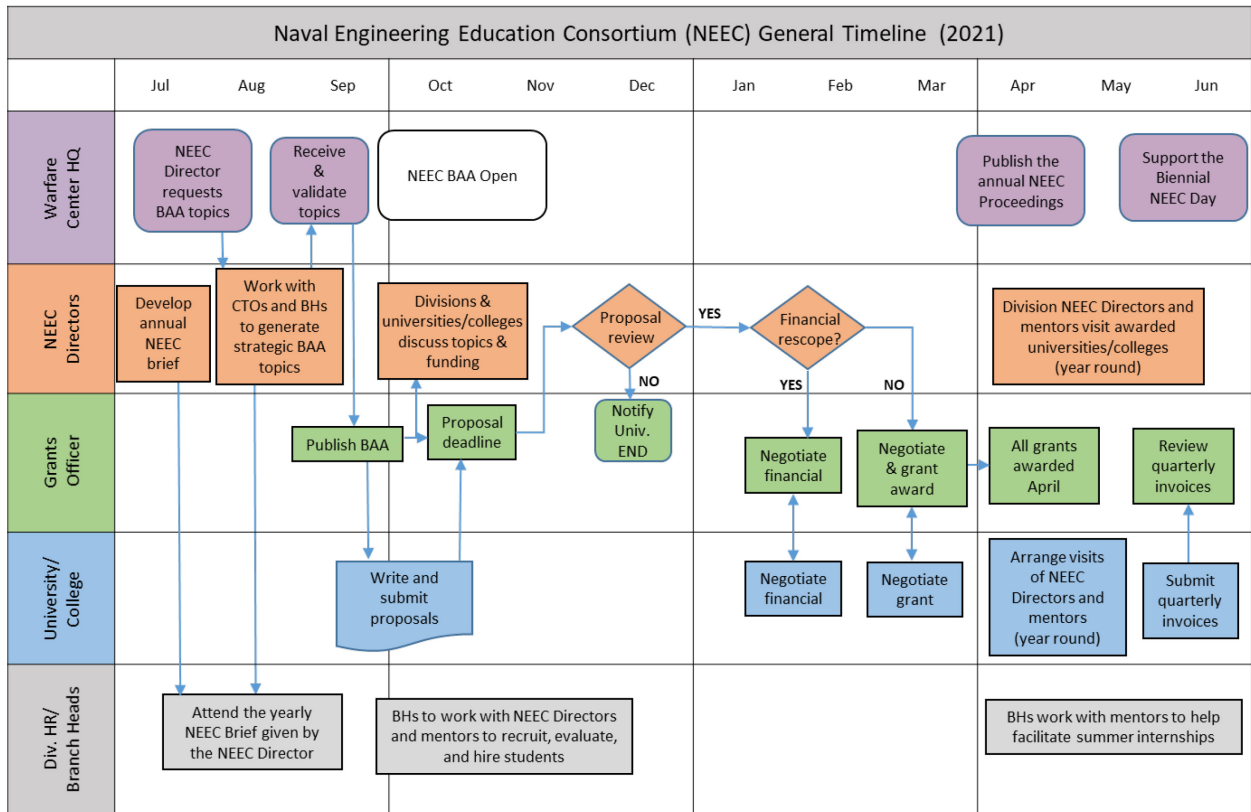 Naval Engineering Education Consortium (NEEC) General Timeline (2021)
Jul Aug Sep Oct Nov Dec Jan Feb Mar Apr May Jun
Warfare
Center HQ
NEEC
Director
requests
BAA topics
Receive
&
validate
topics
NEEC BAA Open
Publish the
annual NEEC
Proceedings
Support the
Biennial
NEEC Day
NEEC
Directors
Develop
annual
NEEC
brief
Work with
CTOs and BHs
to generate
strategic BAA
topics
Divisions &
universities/colleges
discuss topics &
funding
Proposal
review
YES
NO
Financial
rescope?
YES
NO
Division NEEC Directors and
mentors visit awarded
universities/colleges
(year round)
Grants
Officer
Publish BAA
Proposal
deadline
Notify
Univ.
END
Negotiate
financial
Negotiate
& grant
award
All grants
awarded
April
Review
quarterly
invoices
University/
College
Write and
submit
proposals
Negotiate
financial
Negotiate
grant
Arrange visits
of NEEC
Directors and
mentors
(year round)
Submit
quarterly
invoices
Div. HR/
Branch Heads
Attend the yearly
NEEC Brief given by
the NEEC Director
BHs to work with NEEC Directors
and mentors to recruit, evaluate,
and hire students
BHs work with mentors to help
facilitate summer internships